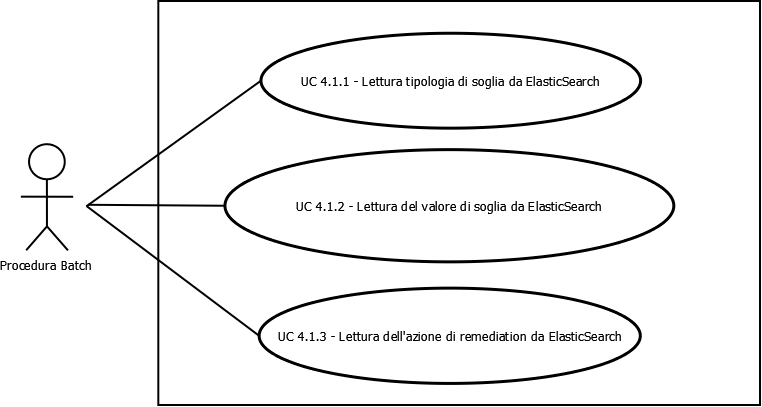 UC 4.1.1 - Lettura tipologia di soglia da ElasticSearch
UC 4.1.2 - Lettura del valore di soglia da ElasticSearch
Procedura Batch
UC 4.1.3 - Lettura dell'azione di remediation da ElasticSearch